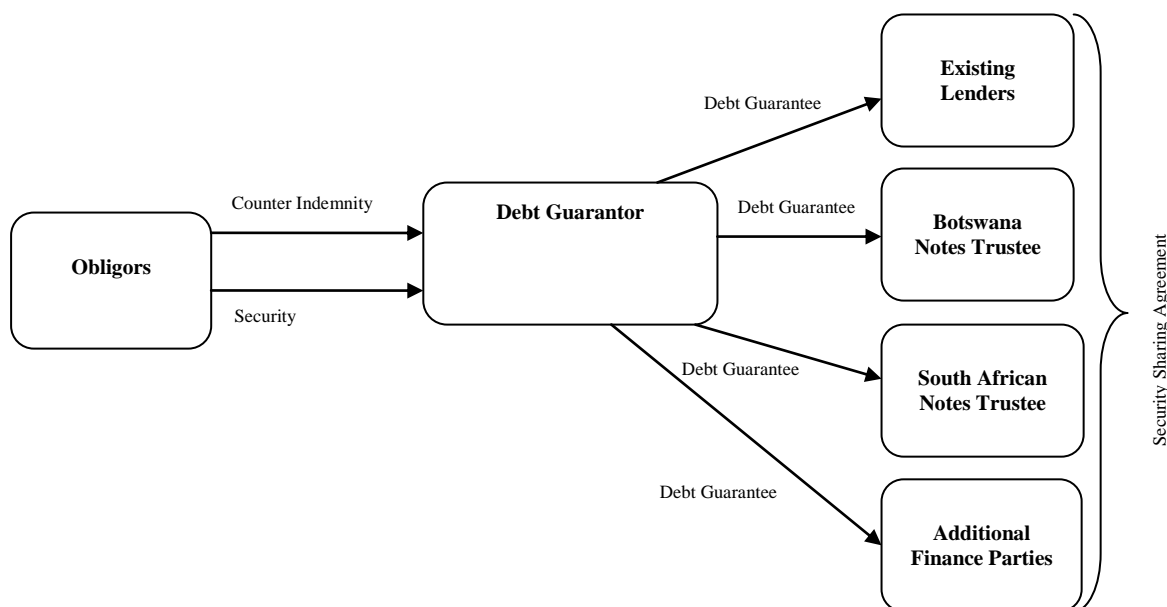 Obligors
Counter Indemnity
Security
Debt Guarantor
Debt Guarantee
Debt Guarantee
Debt Guarantee
Debt Guarantee
Existing
Lenders
Botswana
Notes Trustee
South African
Notes Trustee
Additional
Finance Parties
Security Sharing Agreement